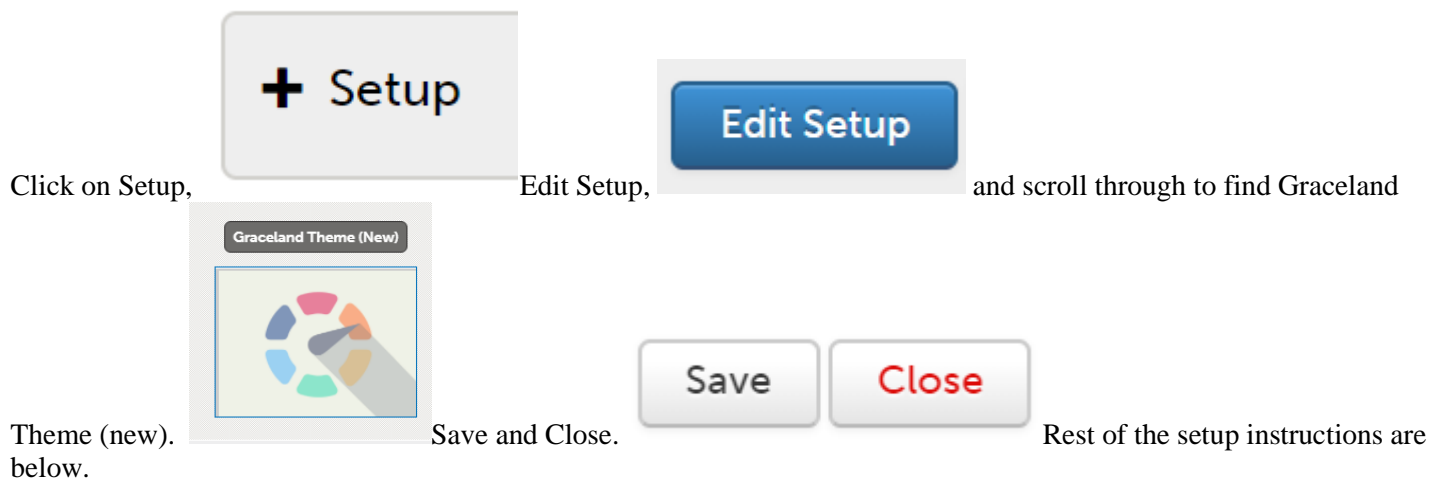 + Setup
Edit Setup
Click on Setup, Edit Setup, and scroll through to find Graceland
Graceland Theme (New)
Save Close
Theme (new). Save and Close. Rest of the setup instructions are
below.